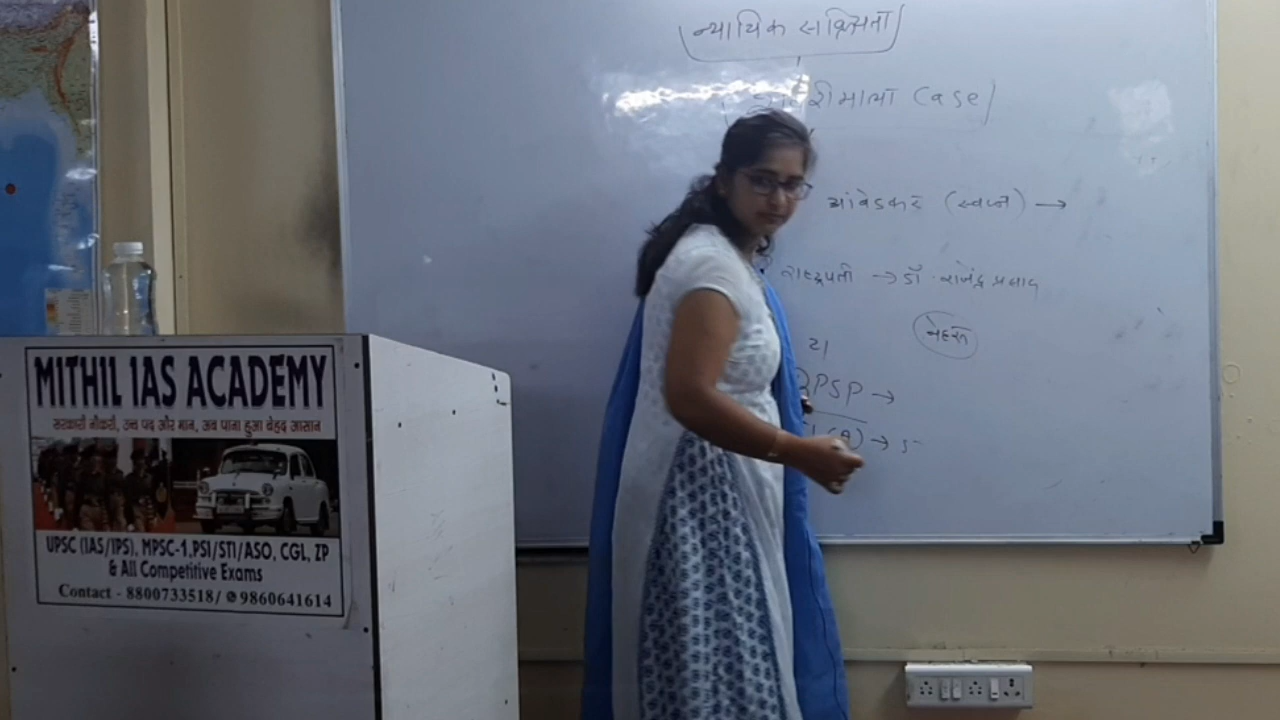 न्यायिक सक्रियता
Case
आंबेडकर (स्वप्न) →
राष्ट्रपती → डॉ. राजेंद्र प्रसाद
नेहरू
DPSP →
(A) →
MITHIL IAS ACADEMY
सरकारी नौकरी, उच्च पद और मान, अब पाना हुआ बेहद आसान
UPSC (IAS/IPS), MPSC-1.PSI/STI/ASO, CGL, ZP
& All Competitive Exams
Contact - 8800733518/ 9860641614